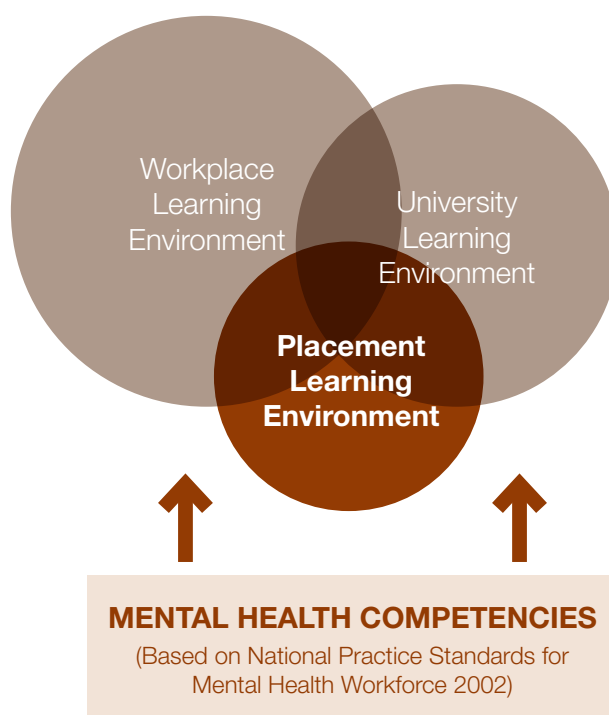 Workplace
Learning
Environment
University
Learning
Environment
Placement
Learning
Environment
MENTAL HEALTH COMPETENCIES
(Based on National Practice Standards for
Mental Health Workforce 2002)